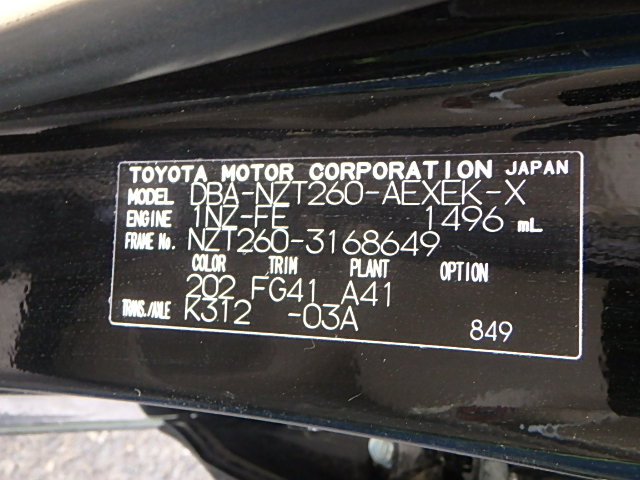 TOYOTA MOTOR CORPORATION JAPAN
MODEL DBA-NZT260-AEXEK-X
ENGINE 1NZ-FE 1496 mL
FRAME No. NZT260-3168649
COLOR TRIM PLANT OPTION
202 FG41 A41
TRANS./AXLE K312 -03A
849